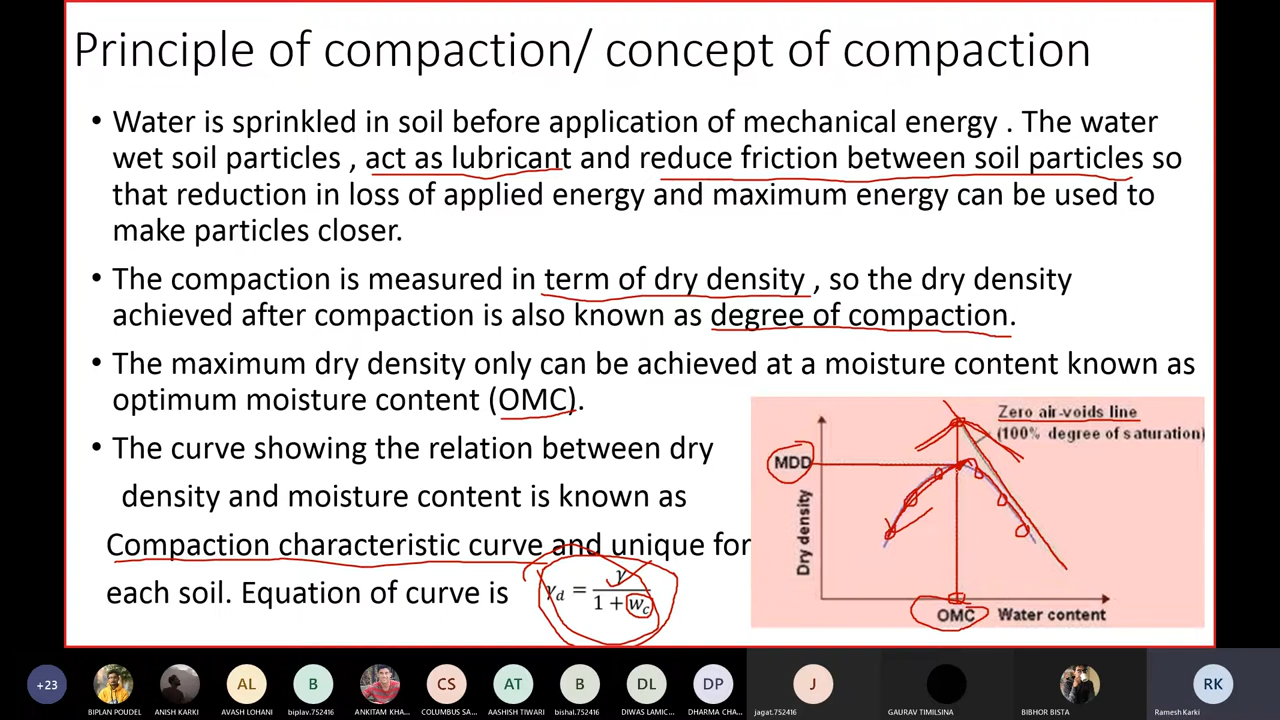 Principle of compaction/ concept of compaction
• Water is sprinkled in soil before application of mechanical energy . The water
wet soil particles , act as lubricant and reduce friction between soil particles so
that reduction in loss of applied energy and maximum energy can be used to
make particles closer.
• The compaction is measured in term of dry density , so the dry density
achieved after compaction is also known as degree of compaction.
• The maximum dry density only can be achieved at a moisture content known as
optimum moisture content (OMC).
• The curve showing the relation between dry
density and moisture content is known as
Compaction characteristic curve and unique for
each soil. Equation of curve is γd = γ / (1 + wc)
Zero air-voids line
(100% degree of saturation)
MDD
Dry density
OMC
Water content
+23
BIPLAN POUDEL
ANISH KARKI
AL
AVASH LOHANI
B
biplav.752416
ANKITAM KHA...
CS
COLUMBUS SA...
AT
AASHISH TIWARI
B
bishal.752416
DL
DIWAS LAMIC...
DP
DHARMA CHA...
J
jagat.752416
GAURAV TIMILSINA
BIBHOR BISTA
RK
Ramesh Karki